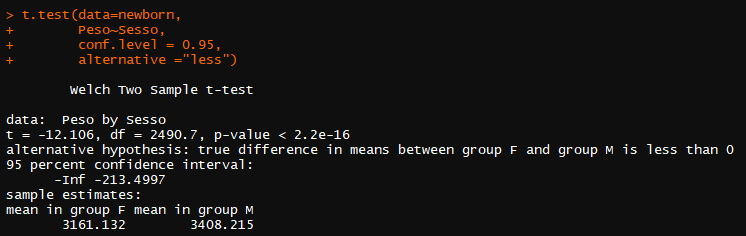 > t.test(data=newborn,
+        Peso~Sesso,
+        conf.level = 0.95,
+        alternative ="less")
        Welch Two Sample t-test
data:  Peso by Sesso
t = -12.106, df = 2490.7, p-value < 2.2e-16
alternative hypothesis: true difference in means between group F and group M is less than 0
95 percent confidence interval:
      -Inf -213.4997
sample estimates:
mean in group F mean in group M
       3161.132        3408.215